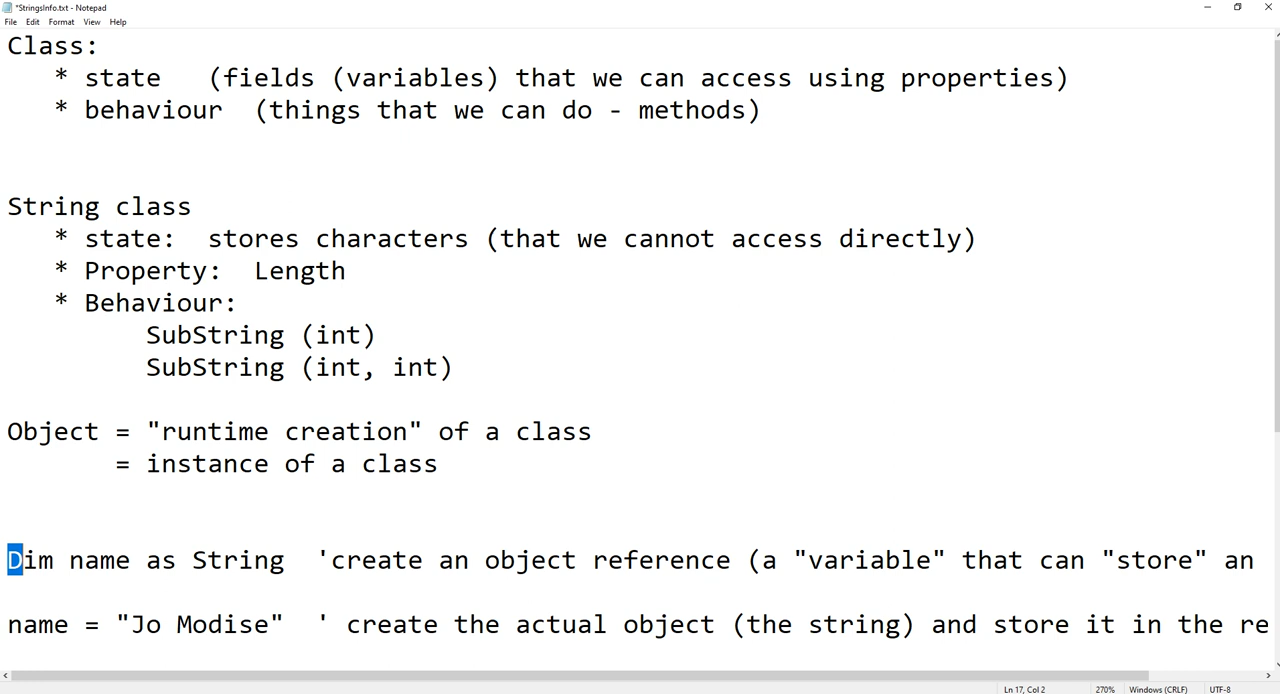 *StringsInfo.txt - Notepad
File Edit Format View Help
Class:
* state (fields (variables) that we can access using properties)
* behaviour (things that we can do - methods)
String class
* state: stores characters (that we cannot access directly)
* Property: Length
* Behaviour:
SubString (int)
SubString (int, int)
Object = "runtime creation" of a class
= instance of a class
Dim name as String 'create an object reference (a "variable" that can "store" an
name = "Jo Modise" ' create the actual object (the string) and store it in the re
Ln 17, Col 2 270% Windows (CRLF) UTF-8